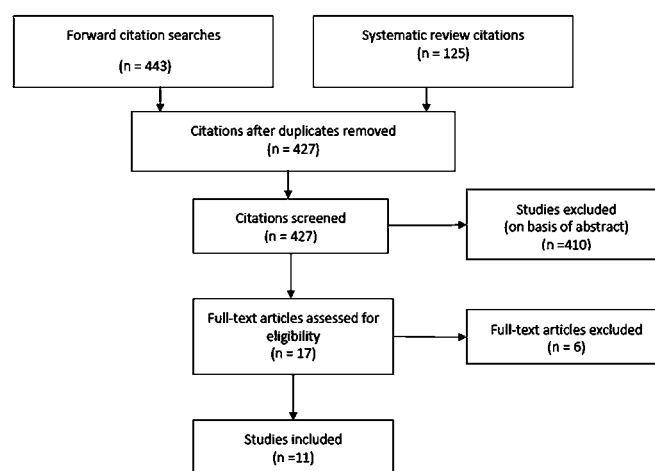 Forward citation searches
(n = 443)
Systematic review citations
(n = 125)
Citations after duplicates removed
(n = 427)
Citations screened
(n = 427)
Studies excluded
(on basis of abstract)
(n =410)
Full-text articles assessed for
eligibility
(n = 17)
Full-text articles excluded
(n = 6)
Studies included
(n =11)